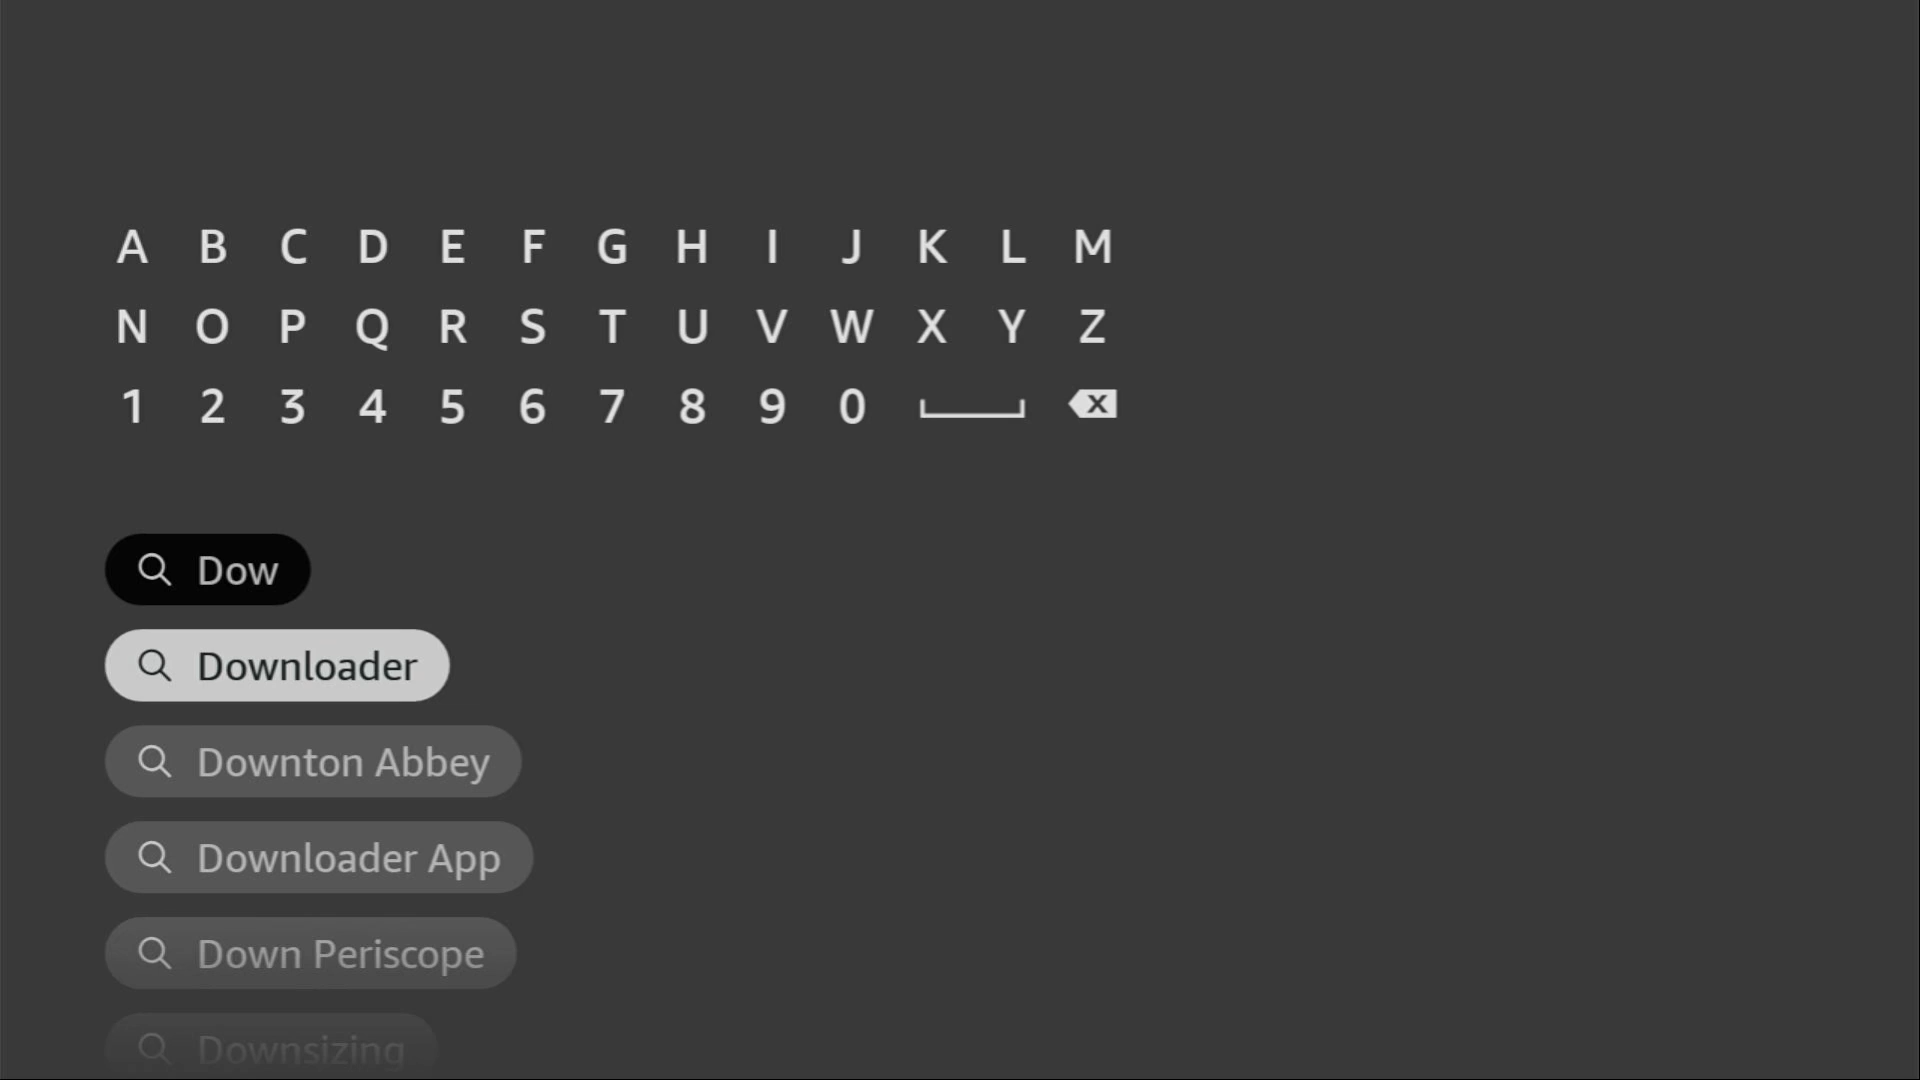 A B C D E F G H I J K L M
N O P Q R S T U V W X Y Z
1 2 3 4 5 6 7 8 9 0
Dow
Downloader
Downton Abbey
Downloader App
Down Periscope
Downsizing